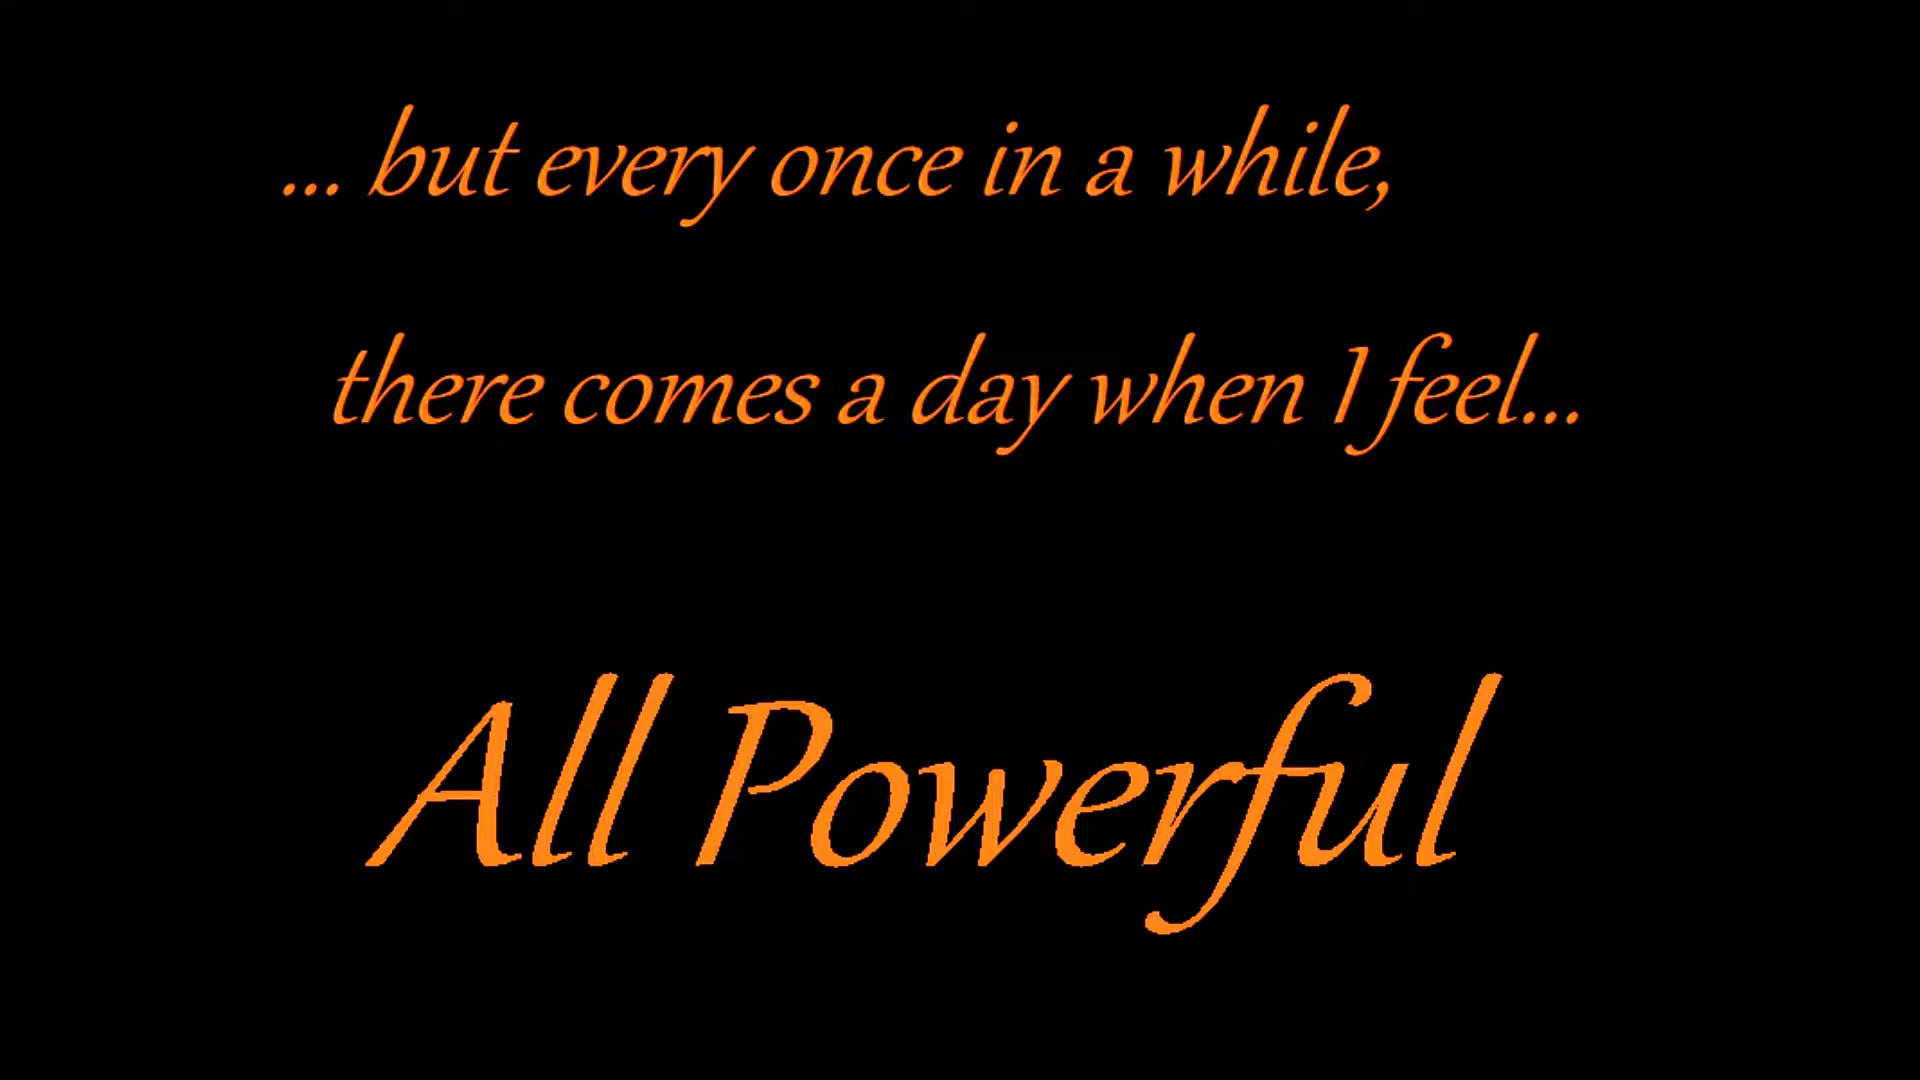 ... but every once in a while,
there comes a day when I feel...
All Powerful